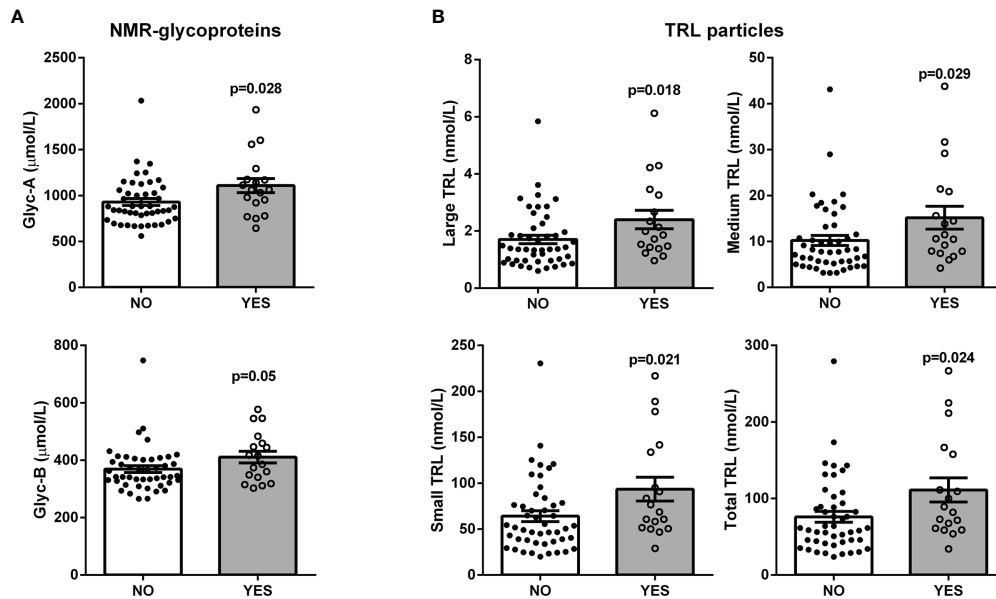 A
NMR-glycoproteins
2500
2000
1500
1000
500
0
Glyc-A (μmol/L)
p=0.028
NO
YES
800
600
400
200
0
Glyc-B (μmol/L)
p=0.05
NO
YES
B
TRL particles
8
6
4
2
0
Large TRL (nmol/L)
p=0.018
NO
YES
50
40
30
20
10
0
Medium TRL (nmol/L)
p=0.029
NO
YES
250
200
150
100
50
0
Small TRL (nmol/L)
p=0.021
NO
YES
300
200
100
0
Total TRL (nmol/L)
p=0.024
NO
YES